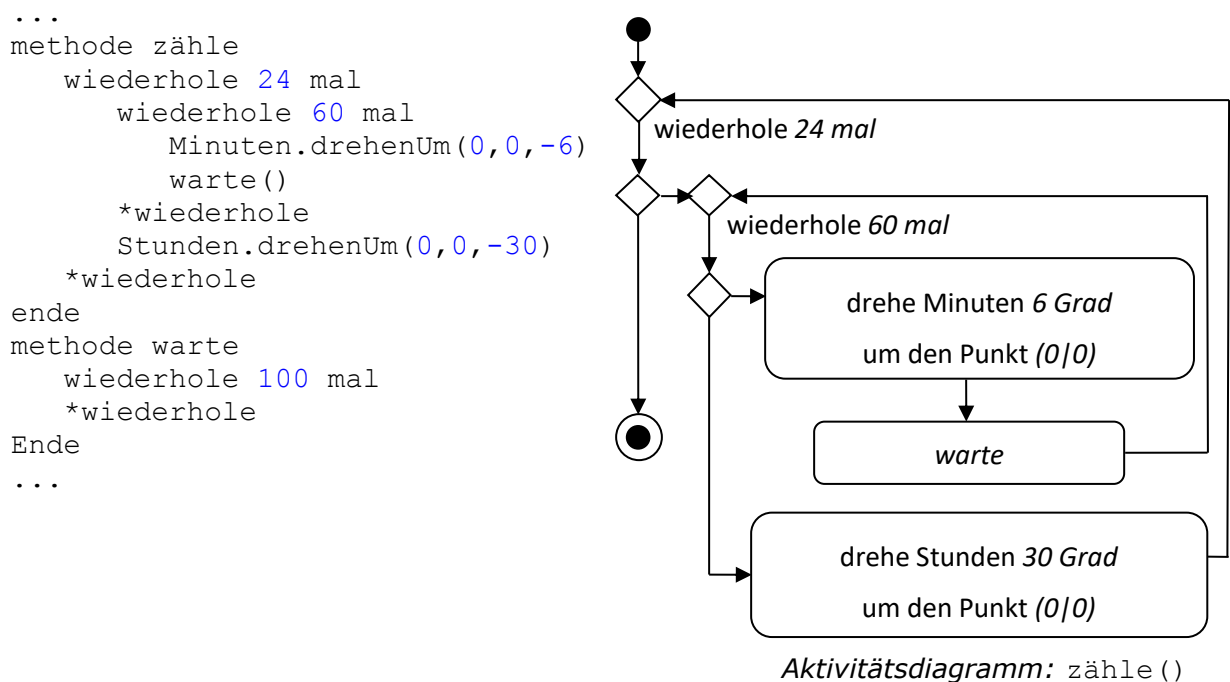 ...
methode zähle
wiederhole 24 mal
wiederhole 60 mal
Minuten.drehenUm(0,0,-6)
warte()
*wiederhole
Stunden.drehenUm(0,0,-30)
*wiederhole
ende
methode warte
wiederhole 100 mal
*wiederhole
Ende
...
wiederhole 24 mal
wiederhole 60 mal
drehe Minuten 6 Grad
um den Punkt (0|0)
warte
drehe Stunden 30 Grad
um den Punkt (0|0)
Aktivitätsdiagramm: zähle()